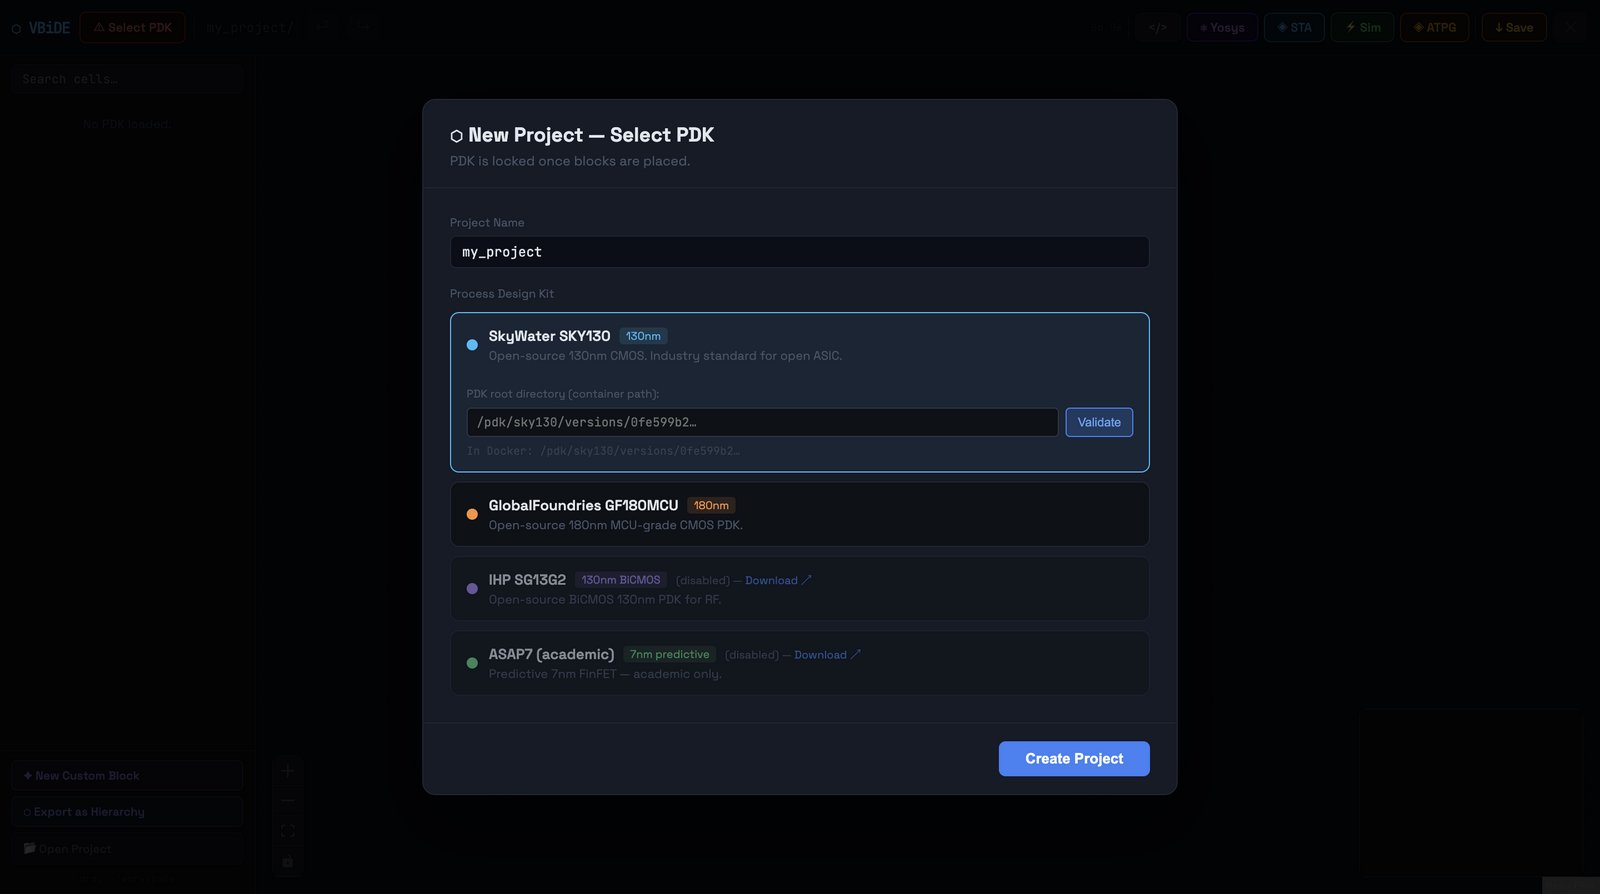 VBiDE
⚠ Select PDK
my_project/
</>
Yosys
STA
⚡ Sim
ATPG
↓ Save
Search cells…
No PDK loaded.
New Project — Select PDK
PDK is locked once blocks are placed.
Project Name
my_project
Process Design Kit
SkyWater SKY130 130nm
Open-source 130nm CMOS. Industry standard for open ASIC.
PDK root directory (container path):
/pdk/sky130/versions/0fe599b2…
Validate
In Docker: /pdk/sky130/versions/0fe599b2…
GlobalFoundries GF180MCU 180nm
Open-source 180nm MCU-grade CMOS PDK.
IHP SG13G2 130nm BiCMOS (disabled) — Download ↗
Open-source BiCMOS 130nm PDK for RF.
ASAP7 (academic) 7nm predictive (disabled) — Download ↗
Predictive 7nm FinFET — academic only.
Create Project
✦ New Custom Block
Export as Hierarchy
Open Project